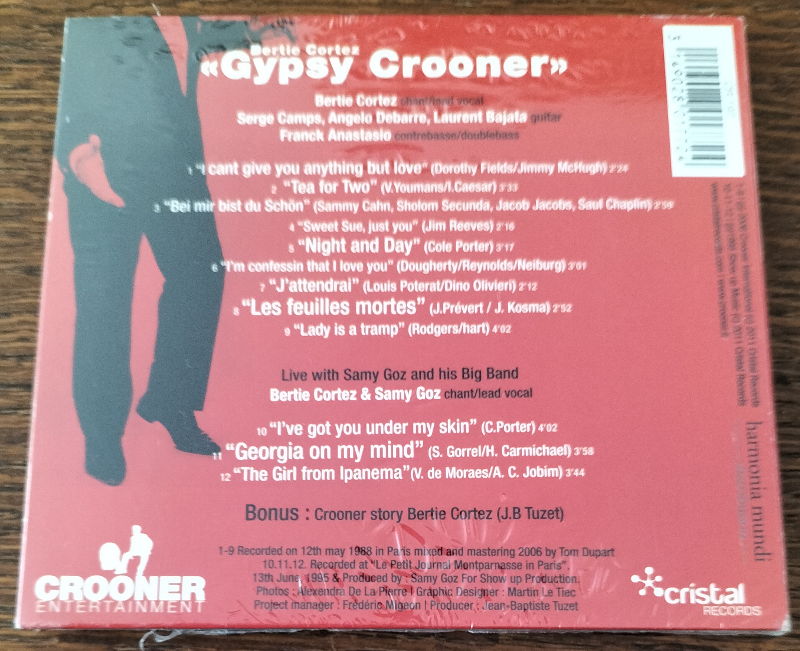 Bertie Cortez
«Gypsy Crooner»
Bertie Cortez chant/lead vocal
Serge Camps, Angelo Debarre, Laurent Bajata guitar
Franck Anastasio contrebasse/doublebass
1 "I cant give you anything but love" (Dorothy Fields/Jimmy McHugh) 2'24
2 "Tea for Two" (V.Youmans/I.Caesar) 3'33
3 "Bei mir bist du Schön" (Sammy Cahn, Sholom Secunda, Jacob Jacobs, Saul Chaplin) 2'56
4 "Sweet Sue, just you" (Jim Reeves) 2'16
5 "Night and Day" (Cole Porter) 3'17
6 "I'm confessin that I love you" (Dougherty/Reynolds/Neiburg) 3'01
7 "J'attendrai" (Louis Poterat/Dino Olivieri) 2'12
8 "Les feuilles mortes" (J.Prévert / J. Kosma) 2'52
9 "Lady is a tramp" (Rodgers/hart) 4'02
Live with Samy Goz and his Big Band
Bertie Cortez & Samy Goz chant/lead vocal
10 "I've got you under my skin" (C.Porter) 4'02
11 "Georgia on my mind" (S. Gorrel/H. Carmichael) 3'58
12 "The Girl from Ipanema"(V. de Moraes/A. C. Jobim) 3'44
Bonus : Crooner story Bertie Cortez (J.B Tuzet)
1-9 Recorded on 12th may 1988 in Paris mixed and mastering 2006 by Tom Dupart
10.11.12. Recorded at "Le Petit Journal Montparnasse in Paris".
13th June, 1995 & Produced by : Samy Goz For Show up Production.
Photos : Alexendra De La Pierre | Graphic Designer : Martin Le Tiec
Project manager : Frédéric Migeon | Producer : Jean-Baptiste Tuzet
CROONER
ENTERTAINMENT
cristal
RECORDS
harmonia mundi